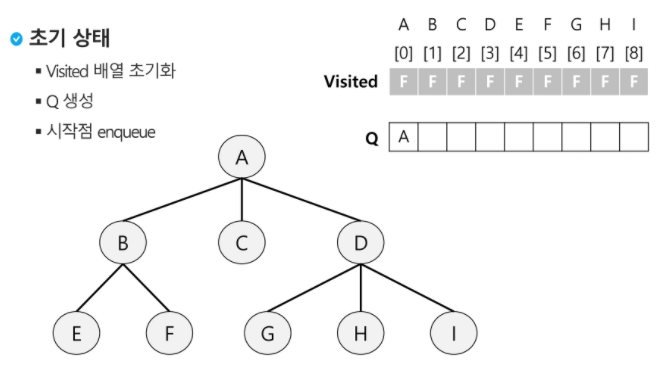 초기 상태
▪ Visited 배열 초기화
▪ Q 생성
▪ 시작점 enqueue
A B C D E F G H I
[0] [1] [2] [3] [4] [5] [6] [7] [8]
Visited F F F F F F F F F
Q A
A
B C D
E F G H I